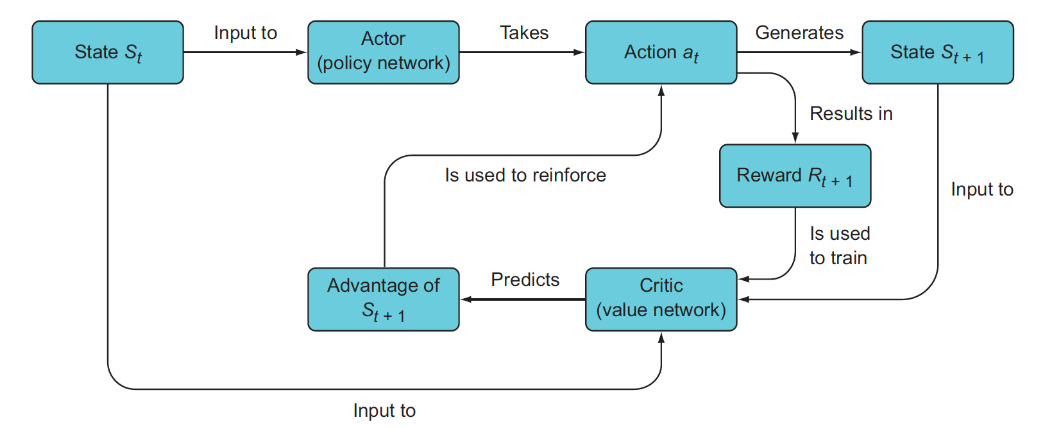 State St
Input to
Actor
(policy network)
Takes
Action at
Generates
State St + 1
Results in
Reward Rt + 1
Input to
Is used to reinforce
Is used
to train
Advantage of
St + 1
Predicts
Critic
(value network)
Input to